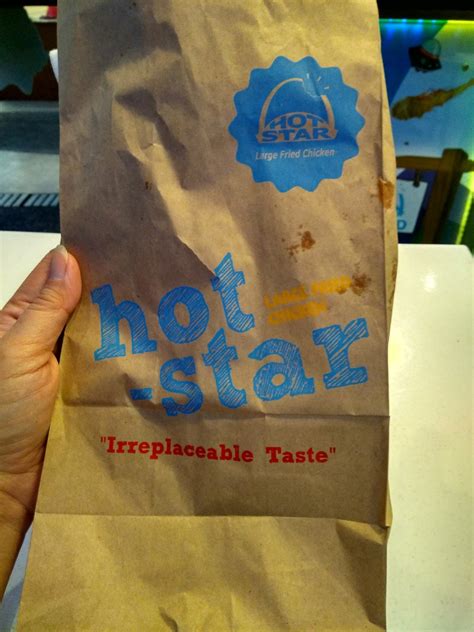 HOT
STAR
Large Fried Chicken
hot
LARGE FRIED
CHICKEN
-star
"Irreplaceable Taste"